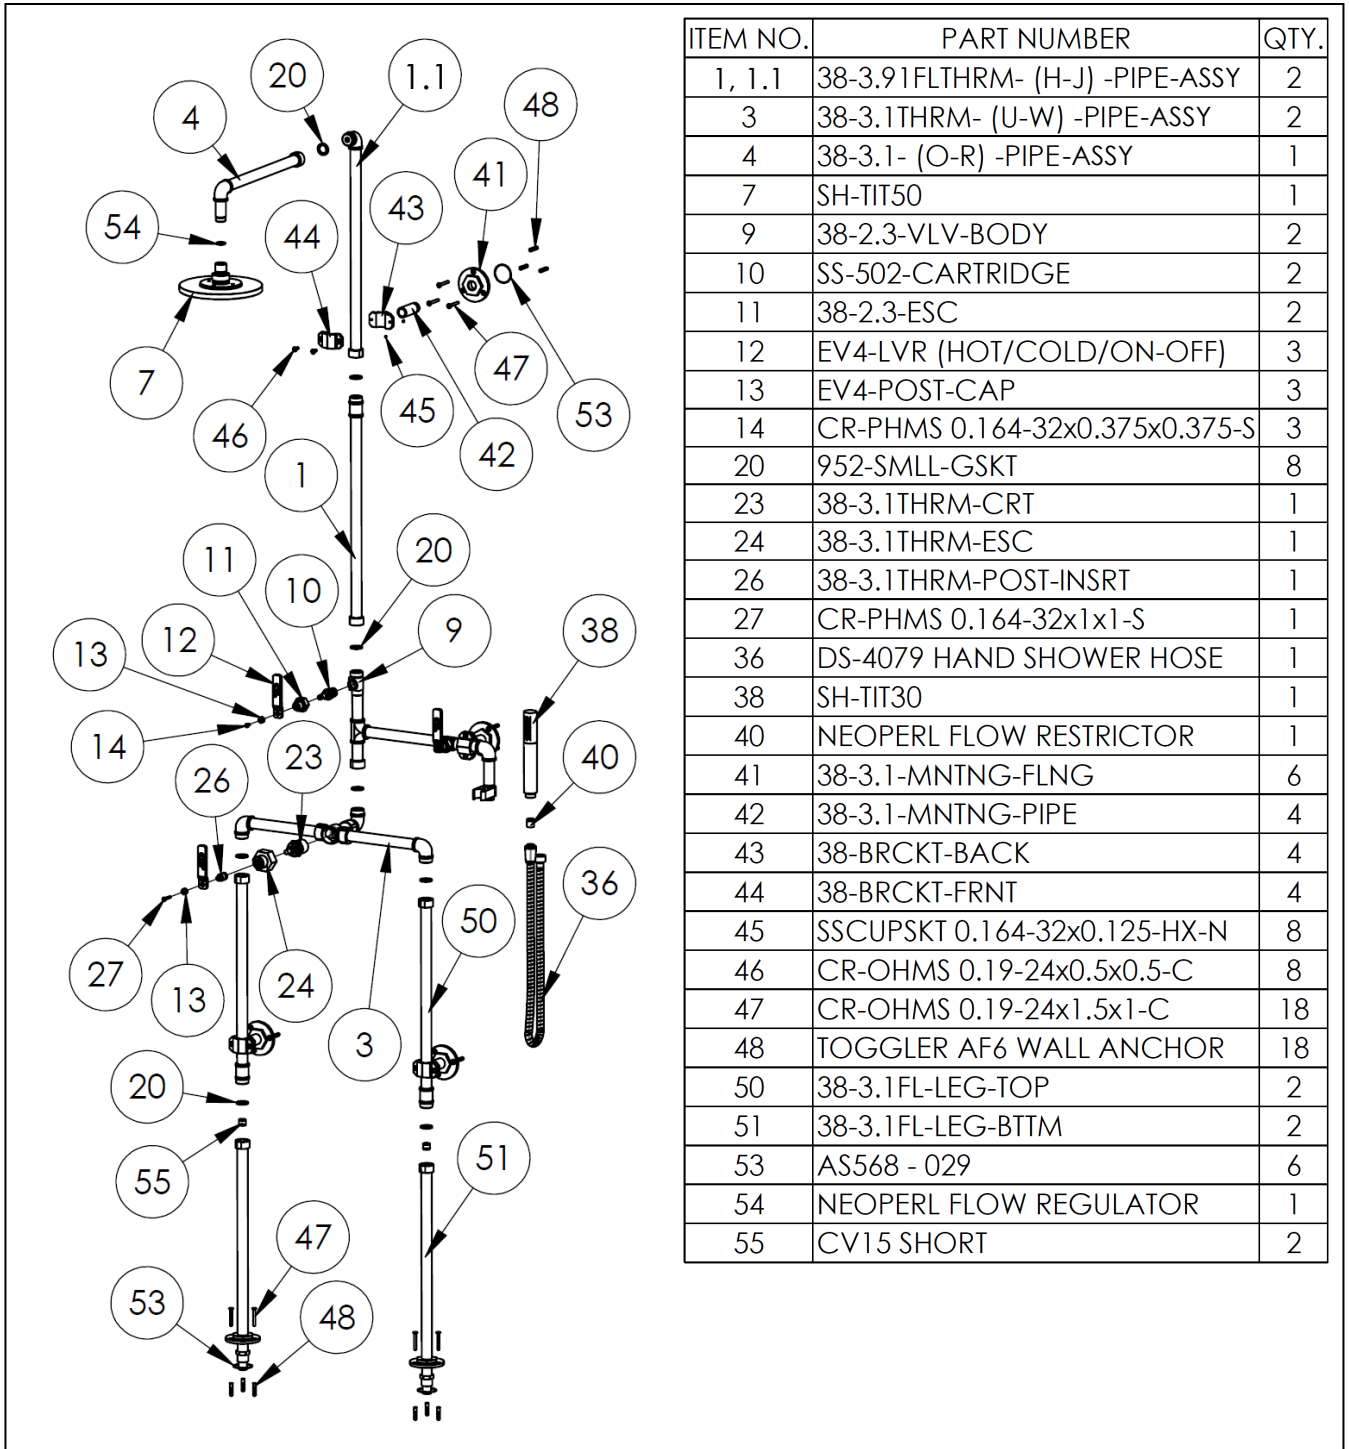 20
1.1
48
4
41
43
54
44
7
47
45
53
46
42
1
11
20
10
12
9
38
13
14
23
40
26
36
50
27
24
13
3
20
55
51
47
53
48
ITEM NO. PART NUMBER QTY.
1, 1.1 38-3.91FLTHRM- (H-J) -PIPE-ASSY 2
3 38-3.1THRM- (U-W) -PIPE-ASSY 2
4 38-3.1- (O-R) -PIPE-ASSY 1
7 SH-TIT50 1
9 38-2.3-VLV-BODY 2
10 SS-502-CARTRIDGE 2
11 38-2.3-ESC 2
12 EV4-LVR (HOT/COLD/ON-OFF) 3
13 EV4-POST-CAP 3
14 CR-PHMS 0.164-32x0.375x0.375-S 3
20 952-SMLL-GSKT 8
23 38-3.1THRM-CRT 1
24 38-3.1THRM-ESC 1
26 38-3.1THRM-POST-INSRT 1
27 CR-PHMS 0.164-32x1x1-S 1
36 DS-4079 HAND SHOWER HOSE 1
38 SH-TIT30 1
40 NEOPERL FLOW RESTRICTOR 1
41 38-3.1-MNTNG-FLNG 6
42 38-3.1-MNTNG-PIPE 4
43 38-BRCKT-BACK 4
44 38-BRCKT-FRNT 4
45 SSCUPSKT 0.164-32x0.125-HX-N 8
46 CR-OHMS 0.19-24x0.5x0.5-C 8
47 CR-OHMS 0.19-24x1.5x1-C 18
48 TOGGLER AF6 WALL ANCHOR 18
50 38-3.1FL-LEG-TOP 2
51 38-3.1FL-LEG-BTTM 2
53 AS568 - 029 6
54 NEOPERL FLOW REGULATOR 1
55 CV15 SHORT 2